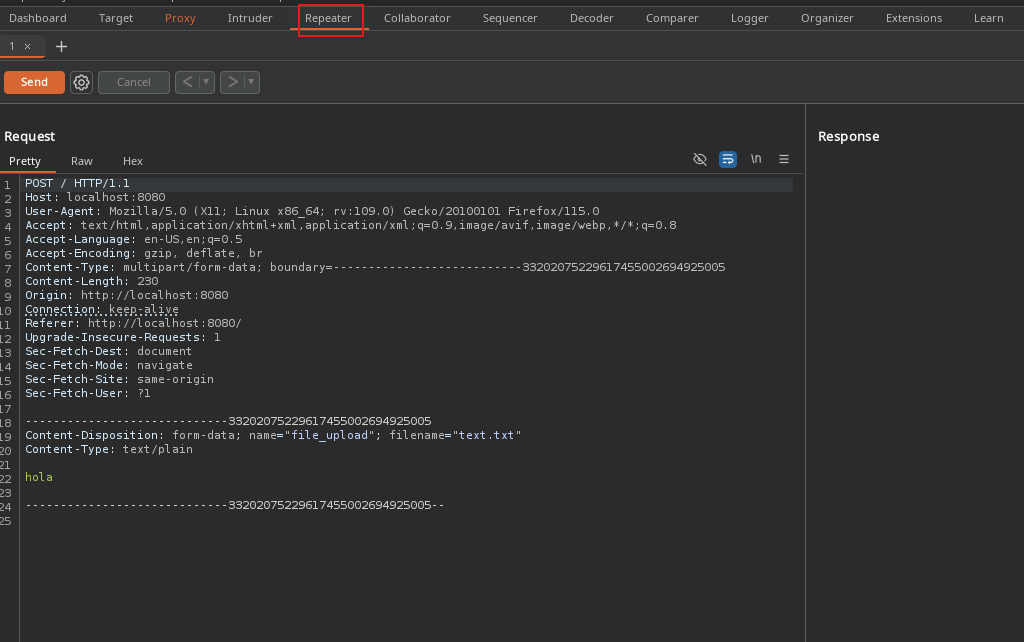 Dashboard Target Proxy Intruder Repeater Collaborator Sequencer Decoder Comparer Logger Organizer Extensions Learn
1 × +
Send Cancel < ▾ > ▾
Request Response
Pretty Raw Hex \n
1 POST / HTTP/1.1
2 Host: localhost:8080
3 User-Agent: Mozilla/5.0 (X11; Linux x86_64; rv:109.0) Gecko/20100101 Firefox/115.0
4 Accept: text/html,application/xhtml+xml,application/xml;q=0.9,image/avif,image/webp,*/*;q=0.8
5 Accept-Language: en-US,en;q=0.5
6 Accept-Encoding: gzip, deflate, br
7 Content-Type: multipart/form-data; boundary=---------------------------332020752296174550026949​25005
8 Content-Length: 230
9 Origin: http://localhost:8080
10 Connection: keep-alive
11 Referer: http://localhost:8080/
12 Upgrade-Insecure-Requests: 1
13 Sec-Fetch-Dest: document
14 Sec-Fetch-Mode: navigate
15 Sec-Fetch-Site: same-origin
16 Sec-Fetch-User: ?1
17
18 -----------------------------33202075229617455002694925005
19 Content-Disposition: form-data; name="file_upload"; filename="text.txt"
20 Content-Type: text/plain
21
22 hola
23
24 -----------------------------33202075229617455002694925005--
25